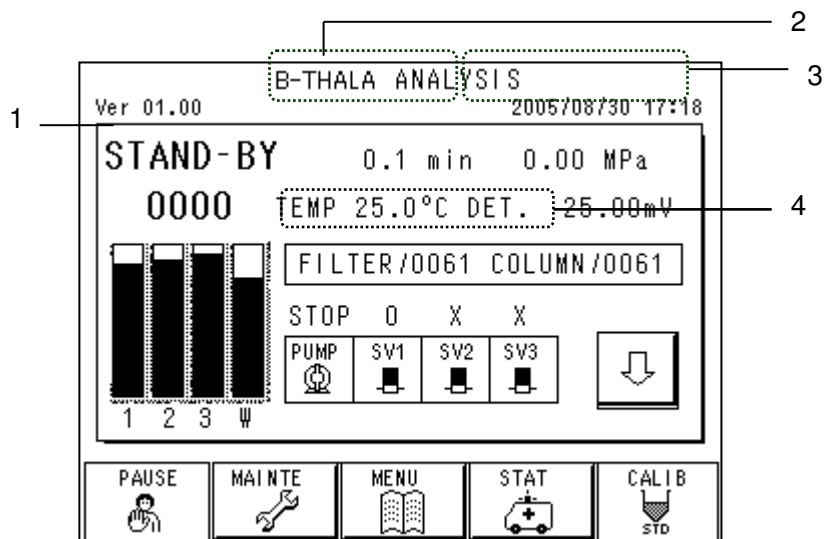 2
B-THALA ANALYSIS
3
Ver 01.00 2005/08/30 17:18
1
STAND-BY 0.1 min 0.00 MPa
0000 TEMP 25.0°C DET. 25.00mV
4
FILTER/0061 COLUMN/0061
STOP O X X
PUMP SV1 SV2 SV3
1 2 3 W
PAUSE MAINTE MENU STAT CALIB
STD